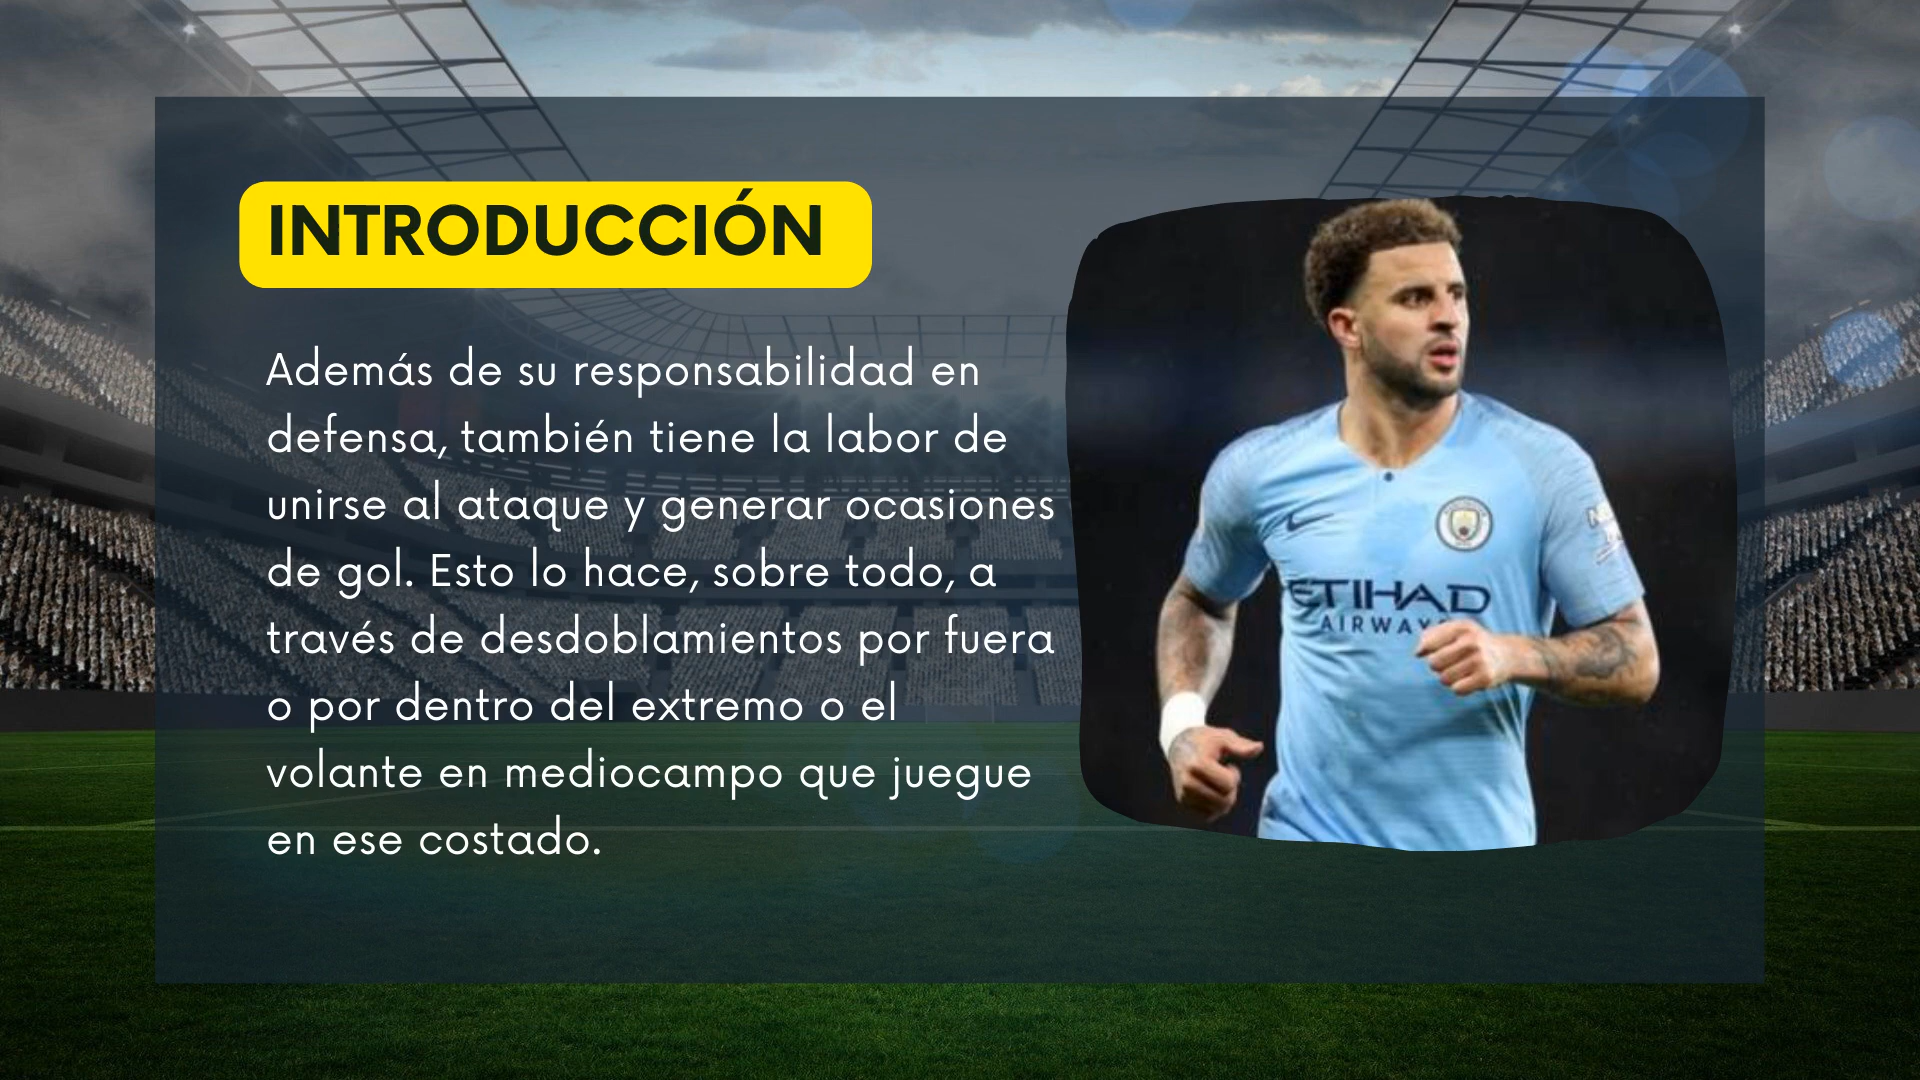 INTRODUCCIÓN
Además de su responsabilidad en
defensa, también tiene la labor de
unirse al ataque y generar ocasiones
de gol. Esto lo hace, sobre todo, a
través de desdoblamientos por fuera
o por dentro del extremo o el
volante en mediocampo que juegue
en ese costado.
ETIHAD
AIRWAYS